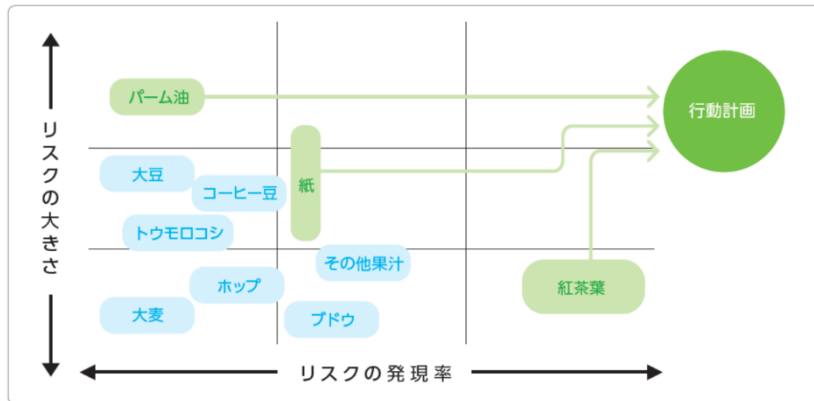 パーム油
行動計画
大豆
コーヒー豆
紙
トウモロコシ
その他果汁
ホップ
紅茶葉
大麦
ブドウ
リスクの大きさ
リスクの発現率